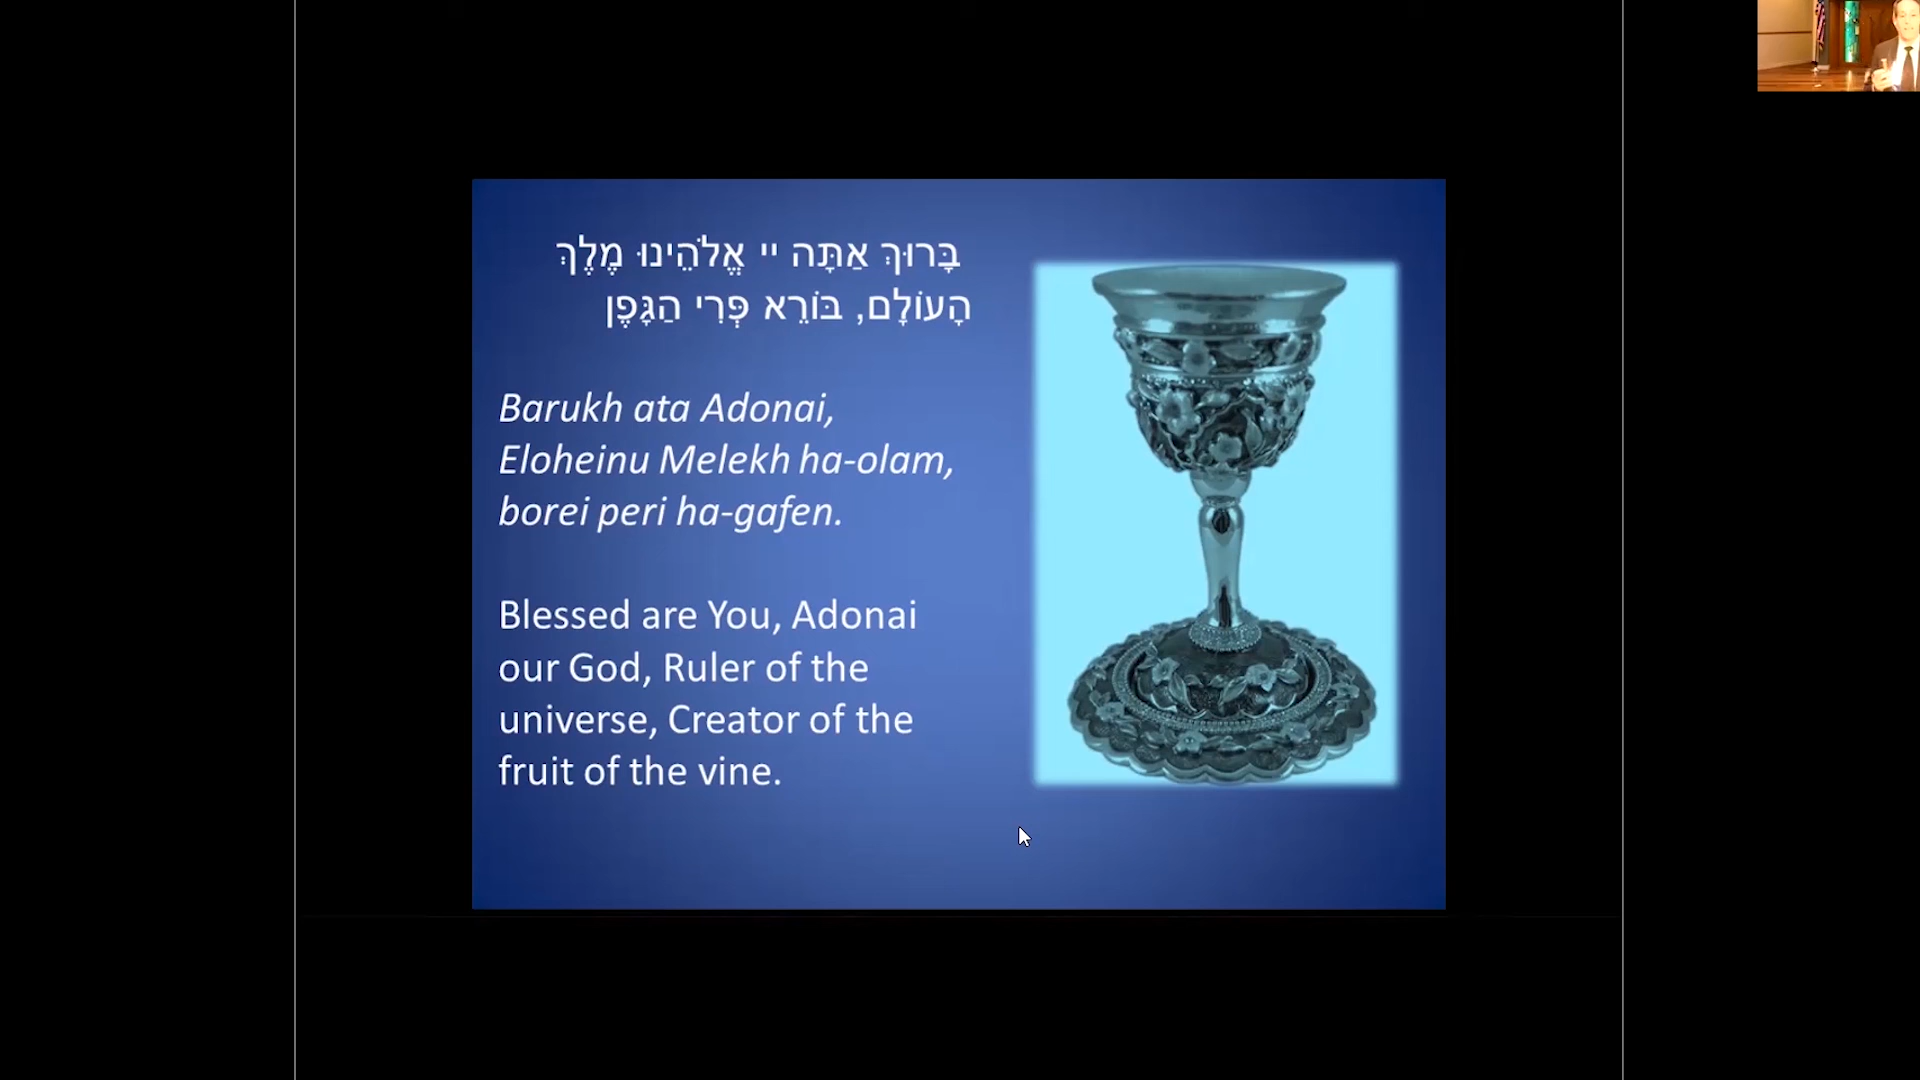 בָּרוּךְ אַתָּה יי אֱלֹהֵינוּ מֶלֶךְ
הָעוֹלָם, בּוֹרֵא פְּרִי הַגָּפֶן
Barukh ata Adonai,
Eloheinu Melekh ha-olam,
borei peri ha-gafen.
Blessed are You, Adonai
our God, Ruler of the
universe, Creator of the
fruit of the vine.